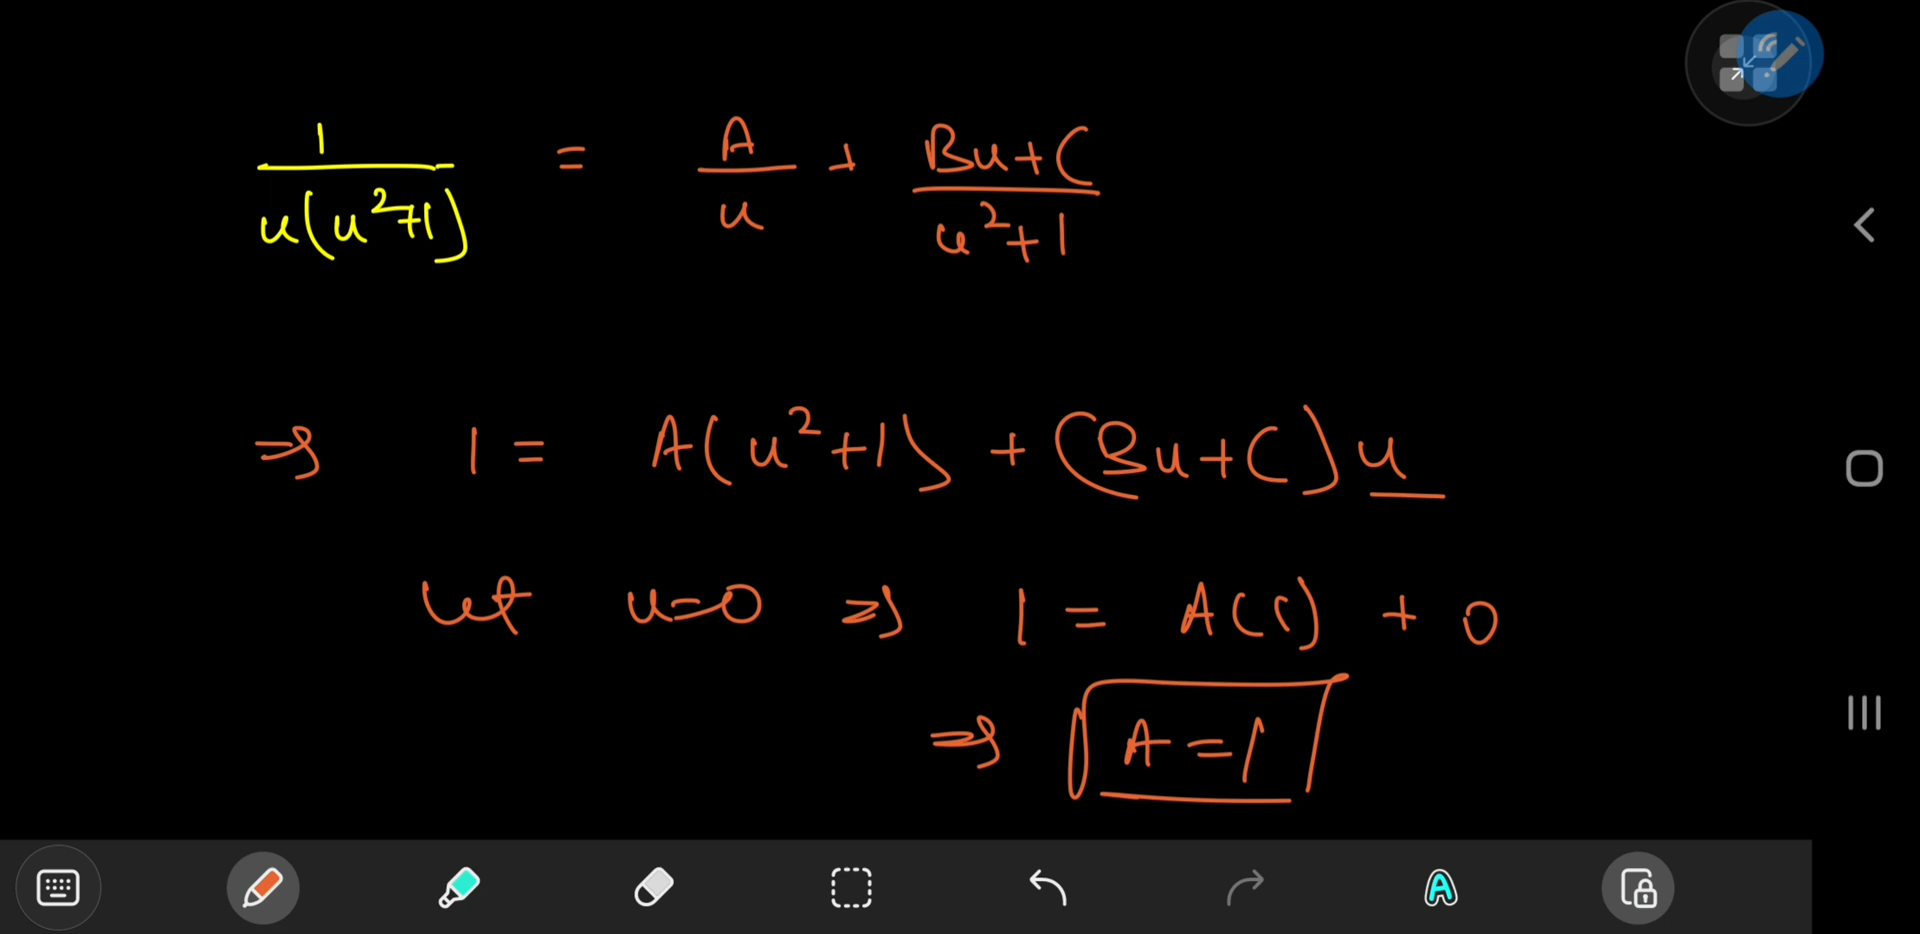 1/(u(u²+1)) = A/u + (Bu+C)/(u²+1)
⇒ 1 = A(u²+1) + (Bu+C)u
let u=0 ⇒ 1 = A(1) + 0
⇒ A=1
A